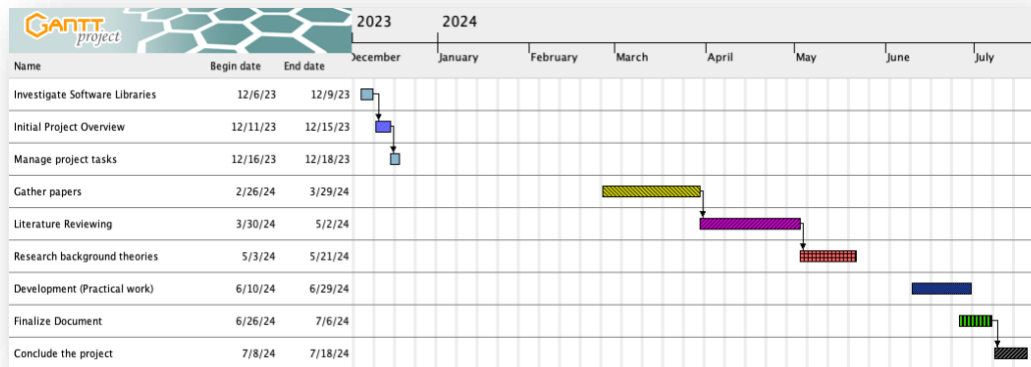 GANTT
project
2023
2024
December
January
February
March
April
May
June
July
Name Begin date End date
Investigate Software Libraries 12/6/23 12/9/23
Initial Project Overview 12/11/23 12/15/23
Manage project tasks 12/16/23 12/18/23
Gather papers 2/26/24 3/29/24
Literature Reviewing 3/30/24 5/2/24
Research background theories 5/3/24 5/21/24
Development (Practical work) 6/10/24 6/29/24
Finalize Document 6/26/24 7/6/24
Conclude the project 7/8/24 7/18/24